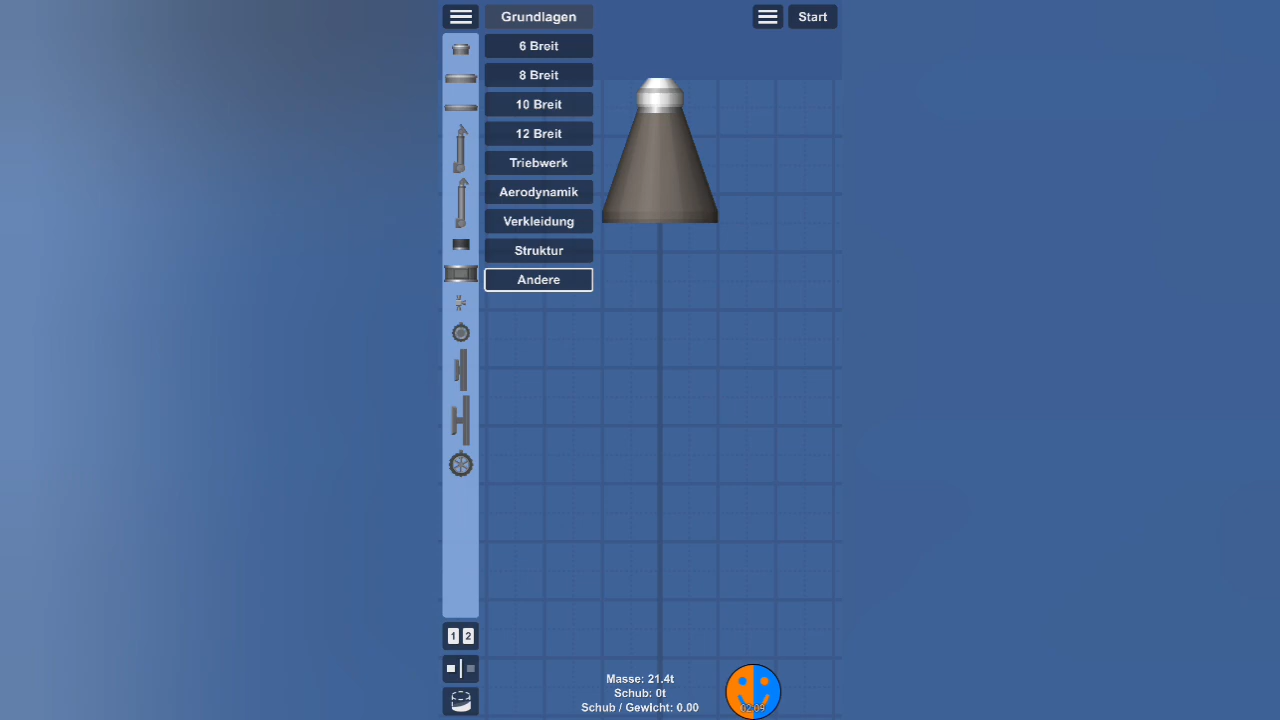 Grundlagen
Start
6 Breit
8 Breit
10 Breit
12 Breit
Triebwerk
Aerodynamik
Verkleidung
Struktur
Andere
1 2
Masse: 21.4t
Schub: 0t
Schub / Gewicht: 0.00